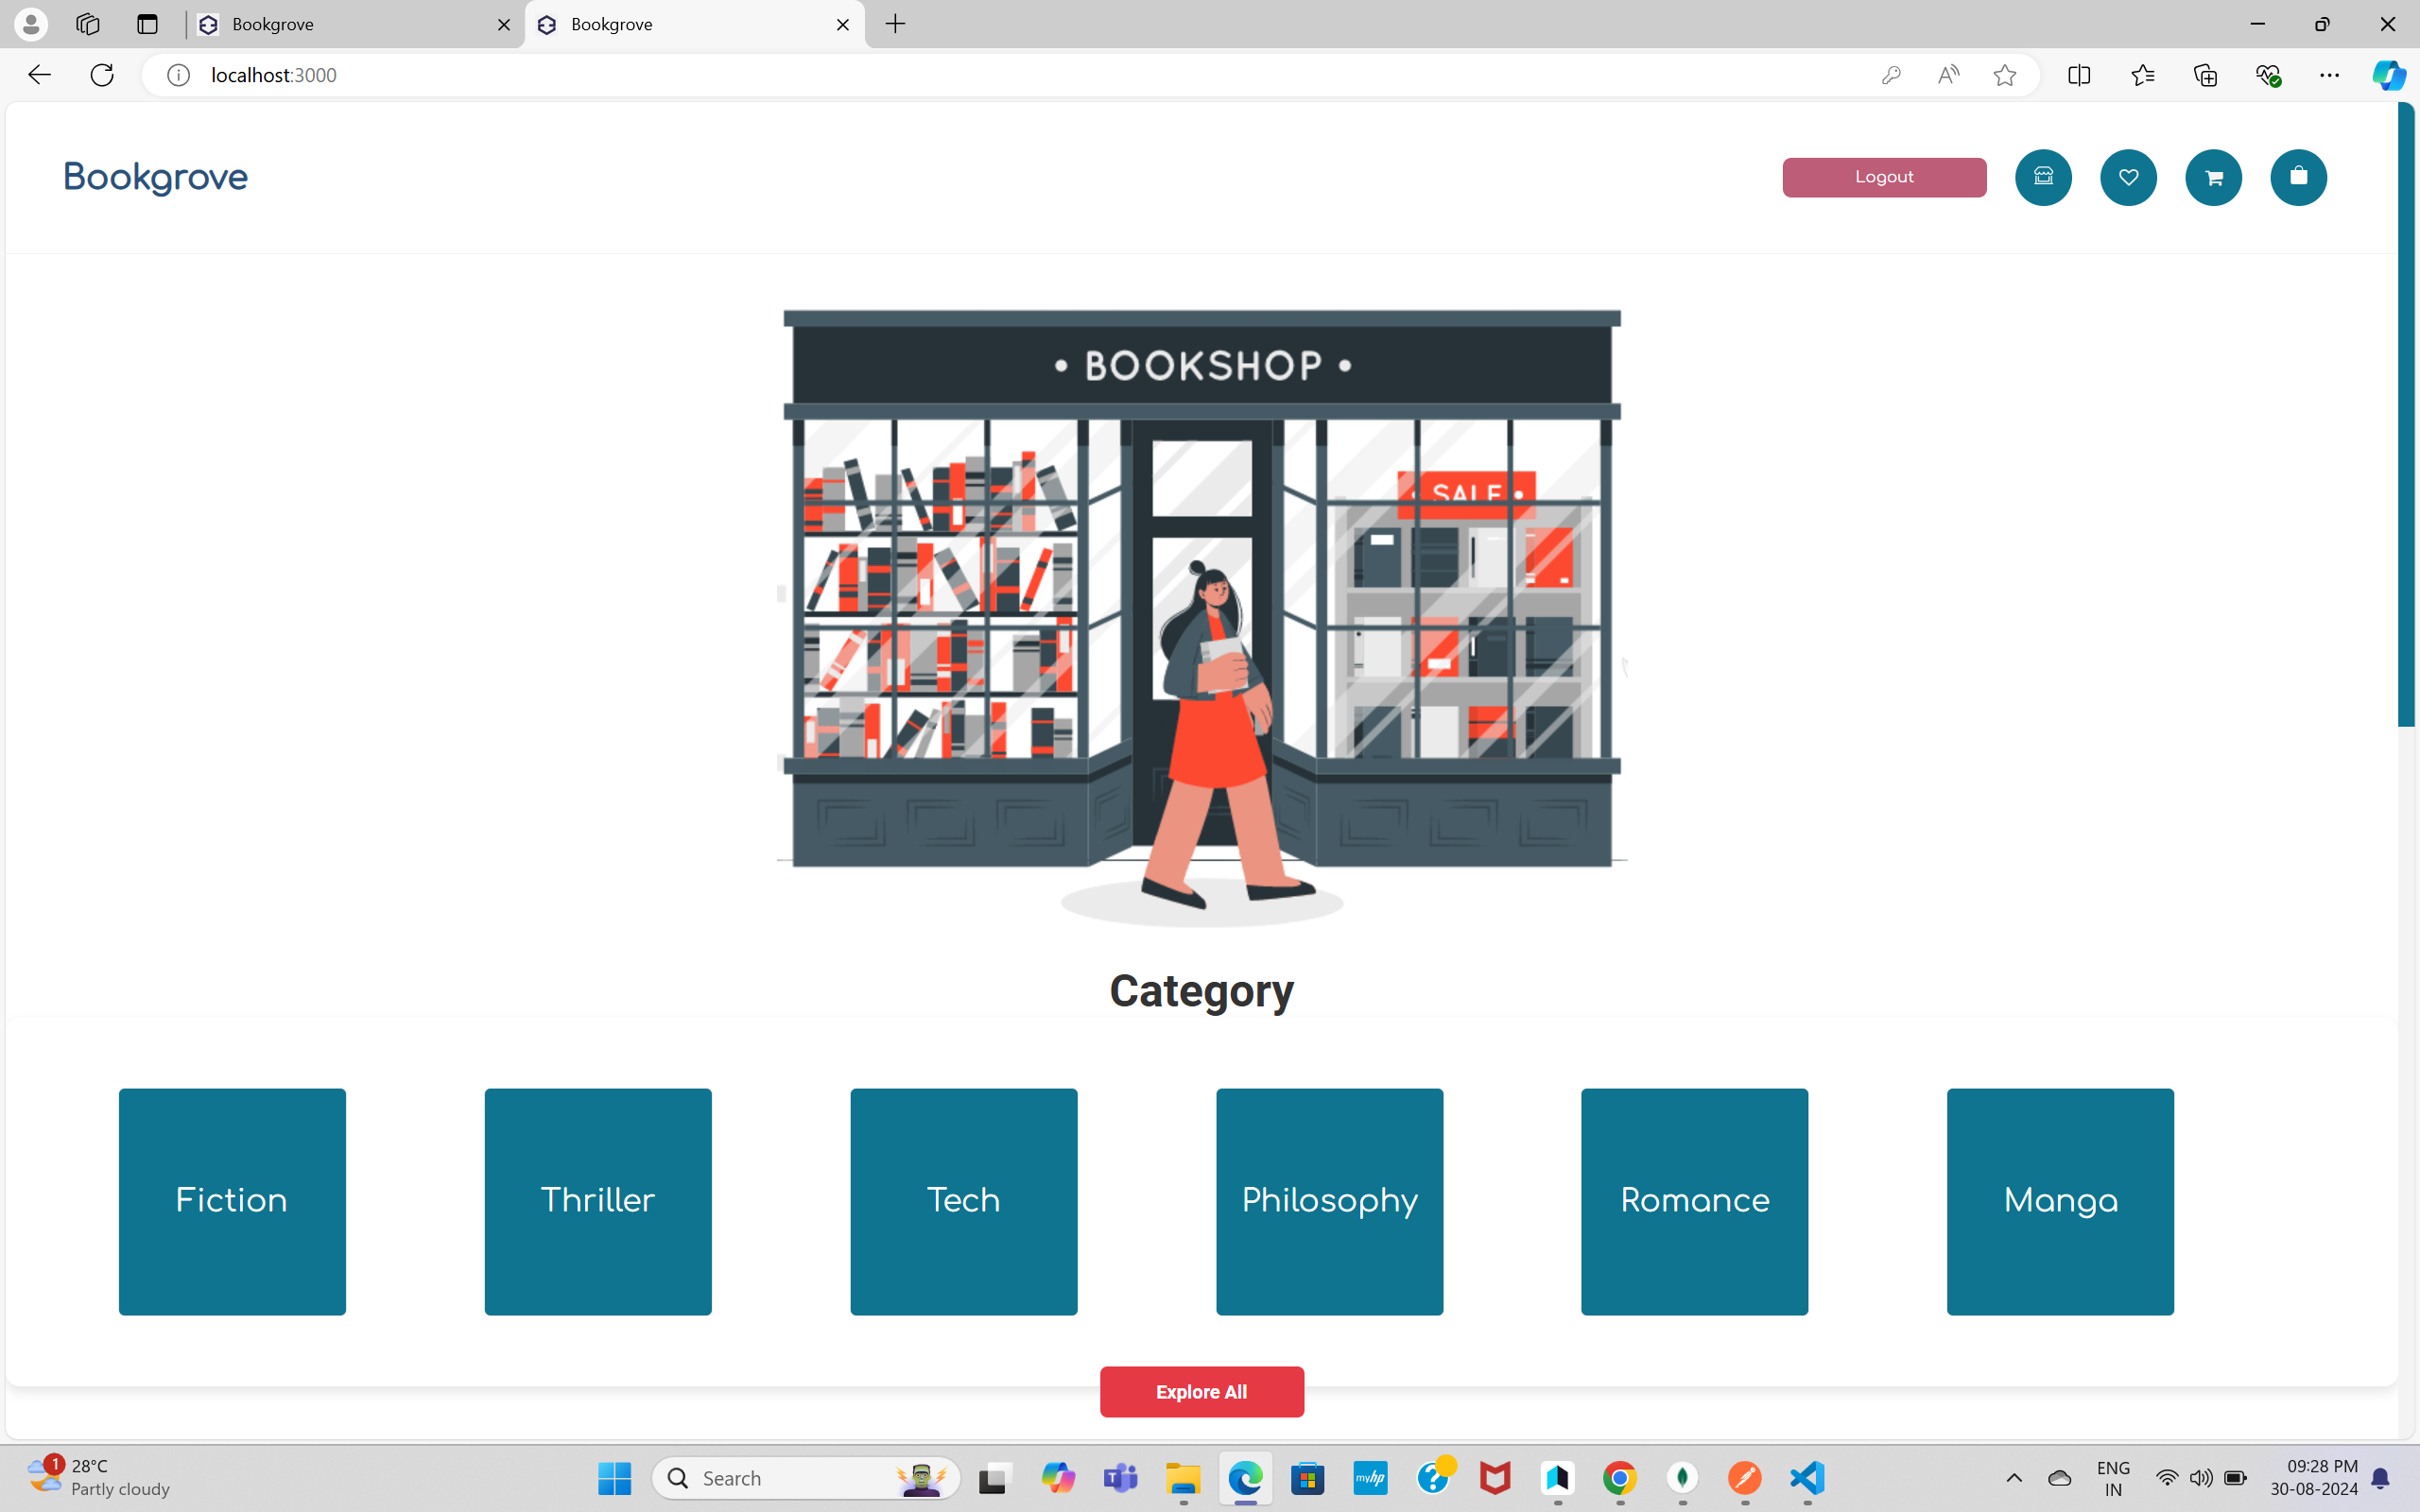 Bookgrove
Bookgrove
localhost:3000
Bookgrove
Logout
• BOOKSHOP •
• SALE •
Category
Fiction
Thriller
Tech
Philosophy
Romance
Manga
Explore All
1
28°C
Partly cloudy
Search
T
myhp
?
ENG
IN
09:28 PM
30-08-2024